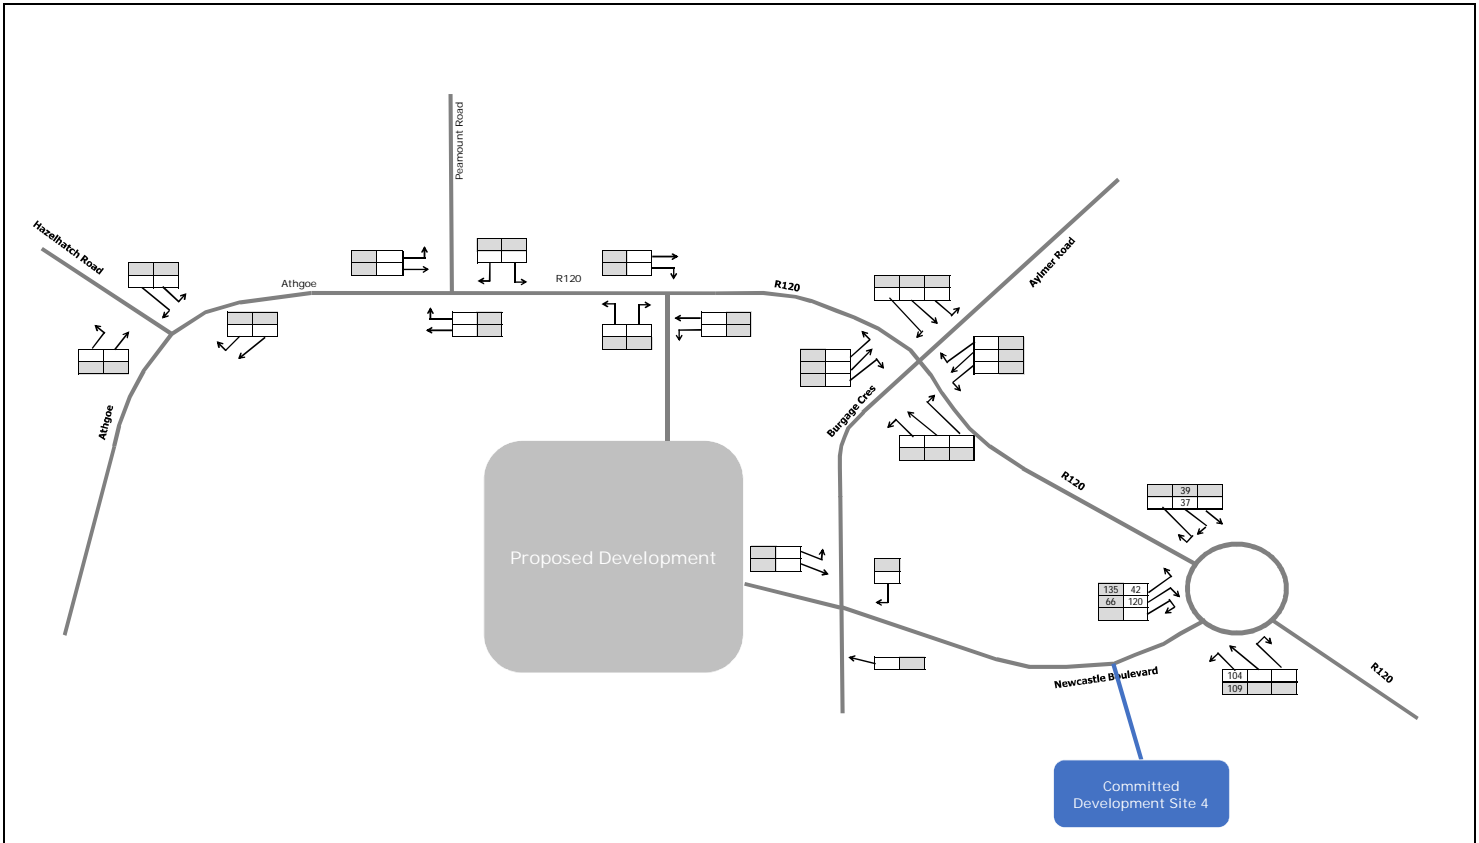 Peamount Road
Hazelhatch Road
Aylmer Road
Athgoe
R120
R120
Burgage Cres
Athgoe
R120
39
37
Proposed Development
135 42
66 120
R120
104
109
Newcastle Boulevard
Committed
Development Site 4